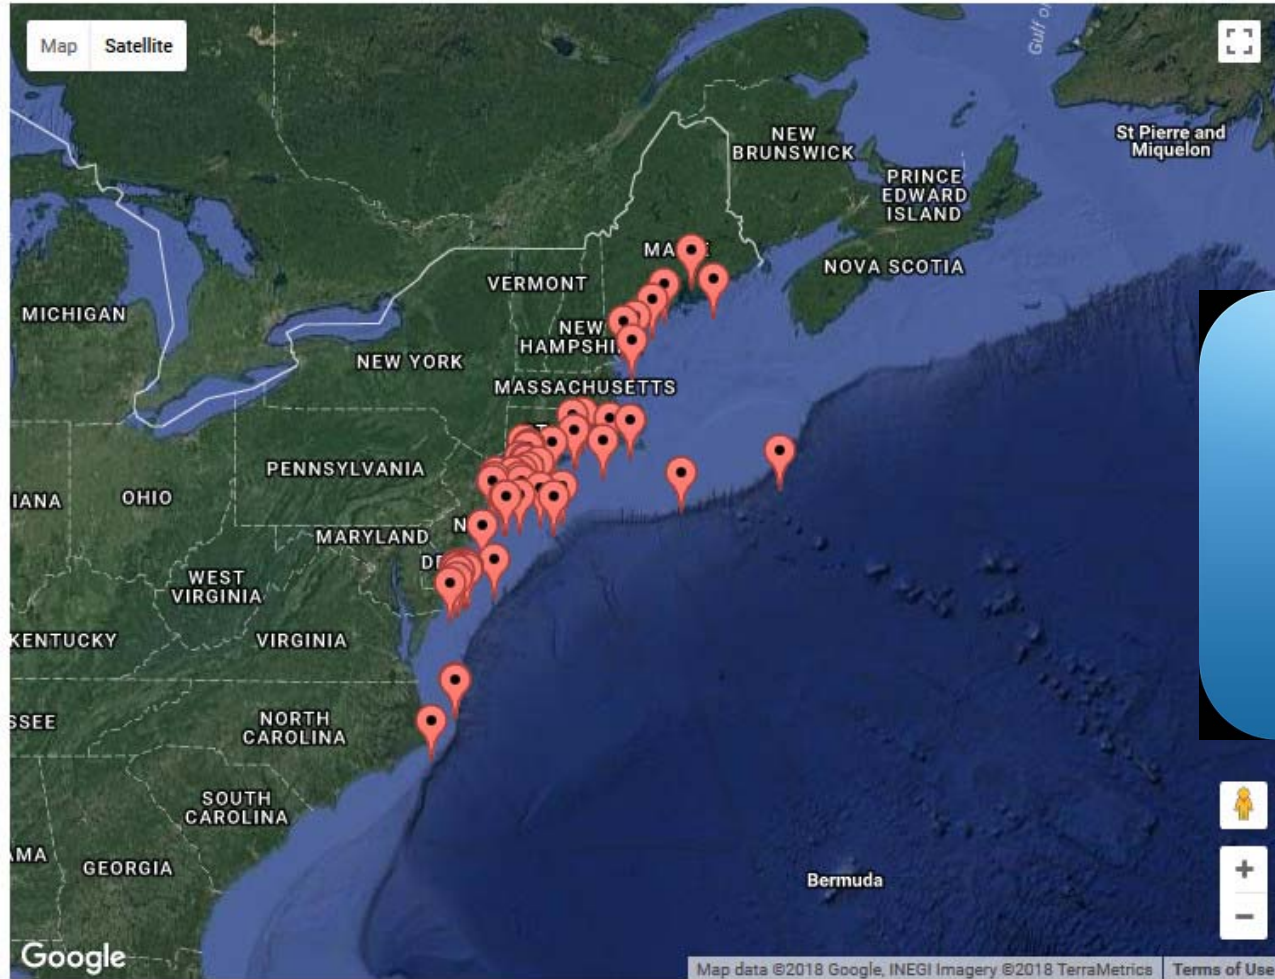 Map Satellite
Gulf of
NEW
BRUNSWICK
St Pierre and
Miquelon
PRINCE
EDWARD
ISLAND
NOVA SCOTIA
VERMONT
MICHIGAN
NEW
NEW YORK
MASSACHUSETTS
PENNSYLVANIA
IANA
OHIO
MARYLAND
WEST
VIRGINIA
KENTUCKY
VIRGINIA
SSEE
NORTH
CAROLINA
SOUTH
CAROLINA
AMA
GEORGIA
Bermuda
Google
Map data ©2018 Google, INEGI Imagery ©2018 TerraMetrics Terms of Use